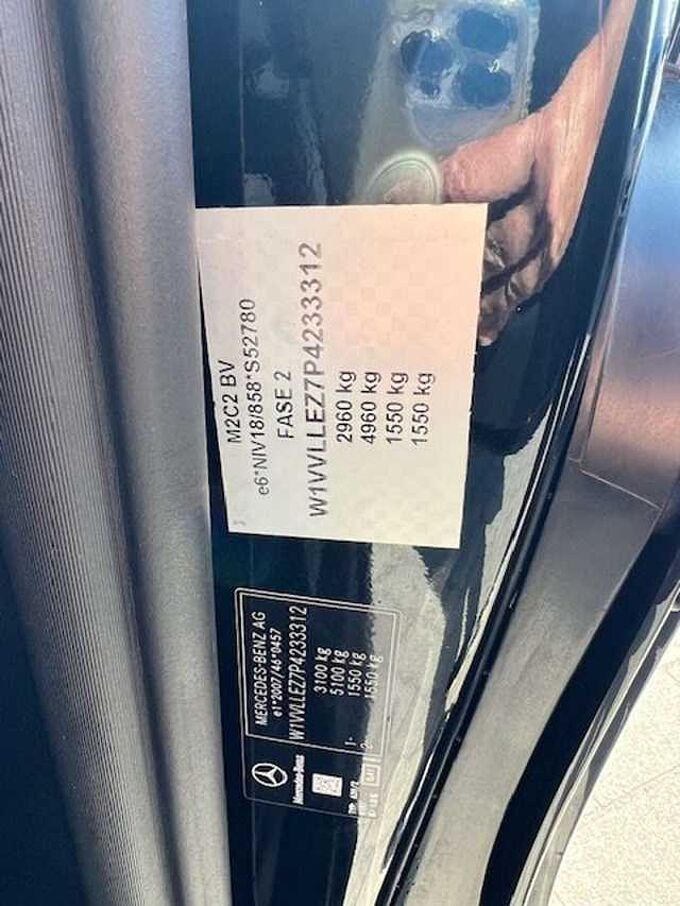 M2C2 BV
e6*NIV18/858*S52780
FASE 2
W1VVLLEZ7P4233312
2960 kg
4960 kg
1550 kg
1550 kg
MERCEDES-BENZ AG
e1*2007/46*0457
W1VVLLEZ7P4233312
3100 kg
5100 kg
1- 1550 kg
2- 1550 kg
Mercedes-Benz